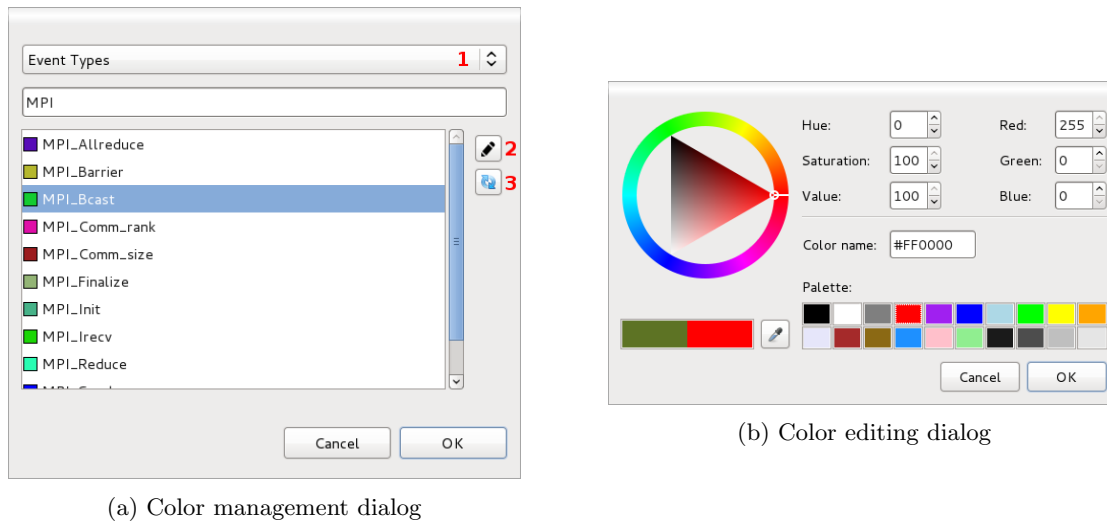 Event Types
1
MPI
MPI_Allreduce
2
MPI_Barrier
3
MPI_Bcast
MPI_Comm_rank
MPI_Comm_size
MPI_Finalize
MPI_Init
MPI_Irecv
MPI_Reduce
Cancel
OK
(a) Color management dialog
Hue: 0 Red: 255
Saturation: 100 Green: 0
Value: 100 Blue: 0
Color name: #FF0000
Palette:
Cancel
OK
(b) Color editing dialog